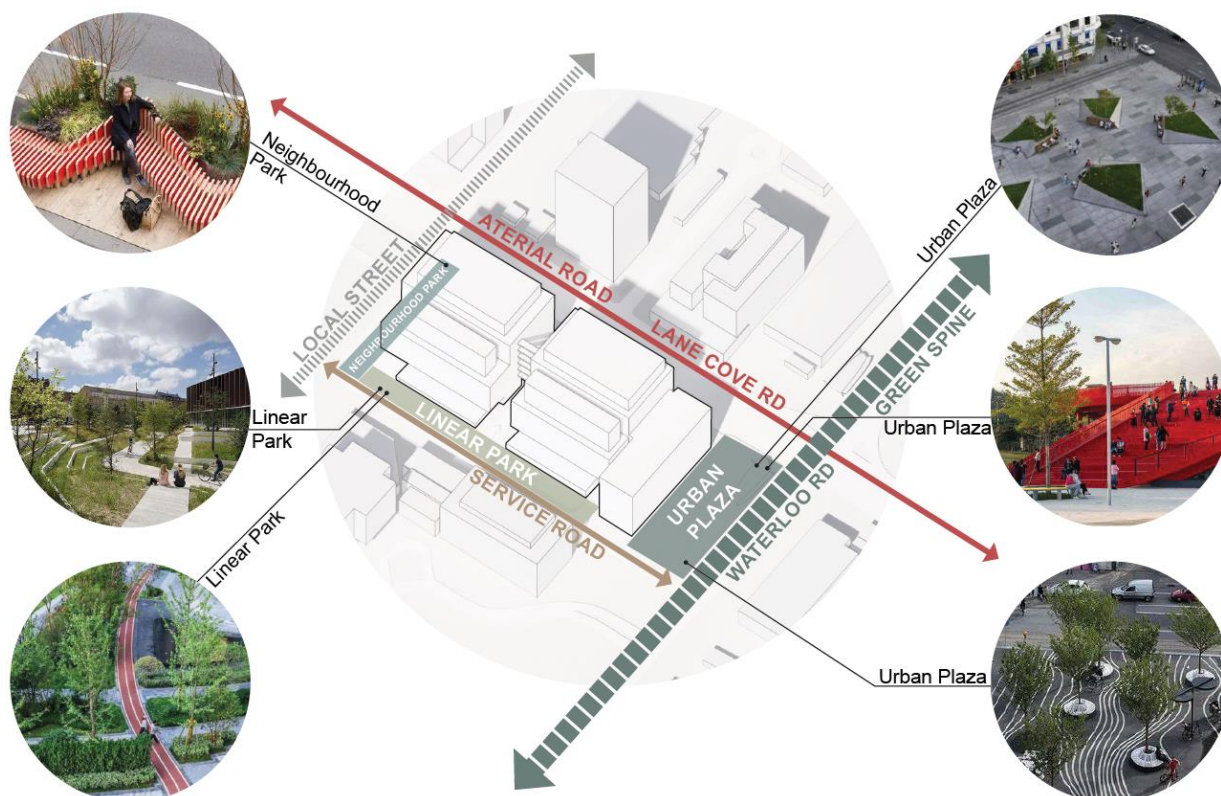 Neighbourhood
Park
LOCAL STREET
ATERIAL ROAD
LANE COVE RD
Urban Plaza
NEIGHBOURHOOD PARK
GREEN SPINE
Linear
Park
LINEAR PARK
Urban Plaza
SERVICE ROAD
URBAN
PLAZA
WATERLOO RD
Linear Park
Urban Plaza